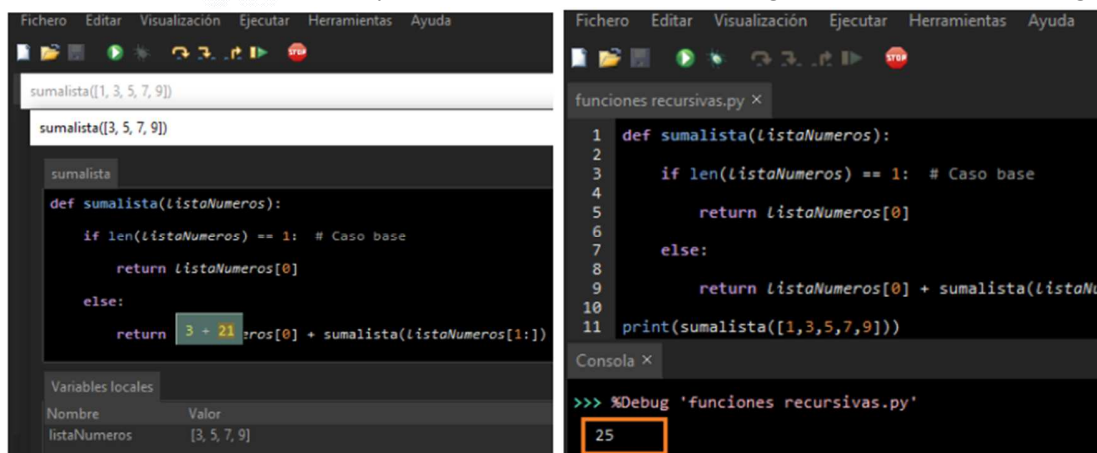 Fichero Editar Visualización Ejecutar Herramientas Ayuda
STOP
sumalista([1, 3, 5, 7, 9])
sumalista([3, 5, 7, 9])
sumalista
def sumalista(listaNumeros):
if len(listaNumeros) == 1: # Caso base
return listaNumeros[0]
else:
return 3 + 21 eros[0] + sumalista(listaNumeros[1:])
Variables locales
Nombre Valor
listaNumeros [3, 5, 7, 9]
Fichero Editar Visualización Ejecutar Herramientas Ayuda
STOP
funciones recursivas.py ×
1 def sumalista(listaNumeros):
2
3 if len(listaNumeros) == 1: # Caso base
4
5 return listaNumeros[0]
6
7 else:
8
9 return listaNumeros[0] + sumalista(listaNu
10
11 print(sumalista([1,3,5,7,9]))
Consola ×
>>> %Debug 'funciones recursivas.py'
25